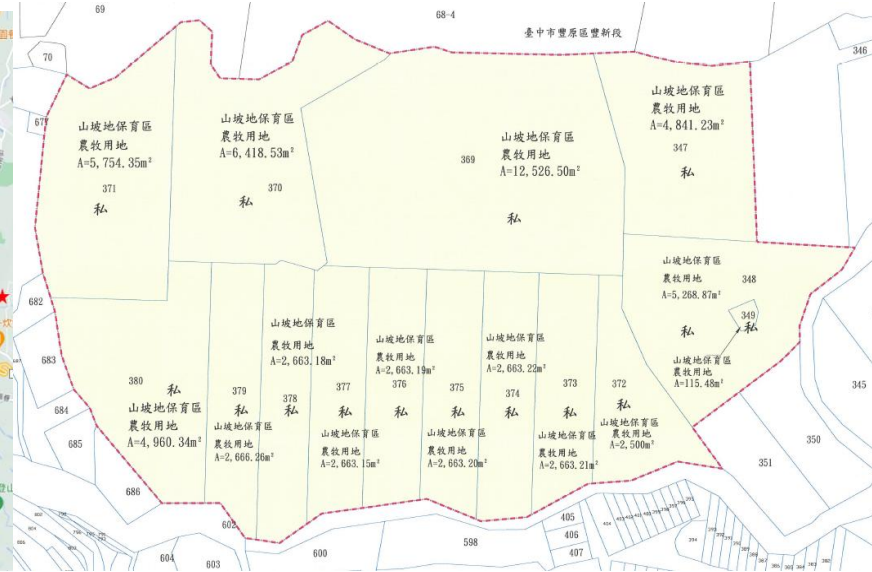 69
68-4
臺中市豐原區豐新段
346
70
山坡地保育區
農牧用地
A=5,754.35m²
371
私
山坡地保育區
農牧用地
A=6,418.53m²
370
私
369
山坡地保育區
農牧用地
A=12,526.50m²
私
山坡地保育區
農牧用地
A=4,841.23m²
347
私
山坡地保育區
農牧用地
A=5,268.87m²
348
349
私
私
山坡地保育區
農牧用地
A=115.48m²
682
683
684
685
686
380
私
山坡地保育區
農牧用地
A=4,960.34m²
379
私
山坡地保育區
農牧用地
A=2,666.26m²
山坡地保育區
農牧用地
A=2,663.18m²
378
私
377
私
山坡地保育區
農牧用地
A=2,663.15m²
山坡地保育區
農牧用地
A=2,663.19m²
376
私
375
私
山坡地保育區
農牧用地
A=2,663.20m²
山坡地保育區
農牧用地
A=2,663.22m²
374
私
373
私
山坡地保育區
農牧用地
A=2,663.21m²
372
私
山坡地保育區
農牧用地
A=2,500m²
345
350
351
602
604
603
600
598
405
406
407